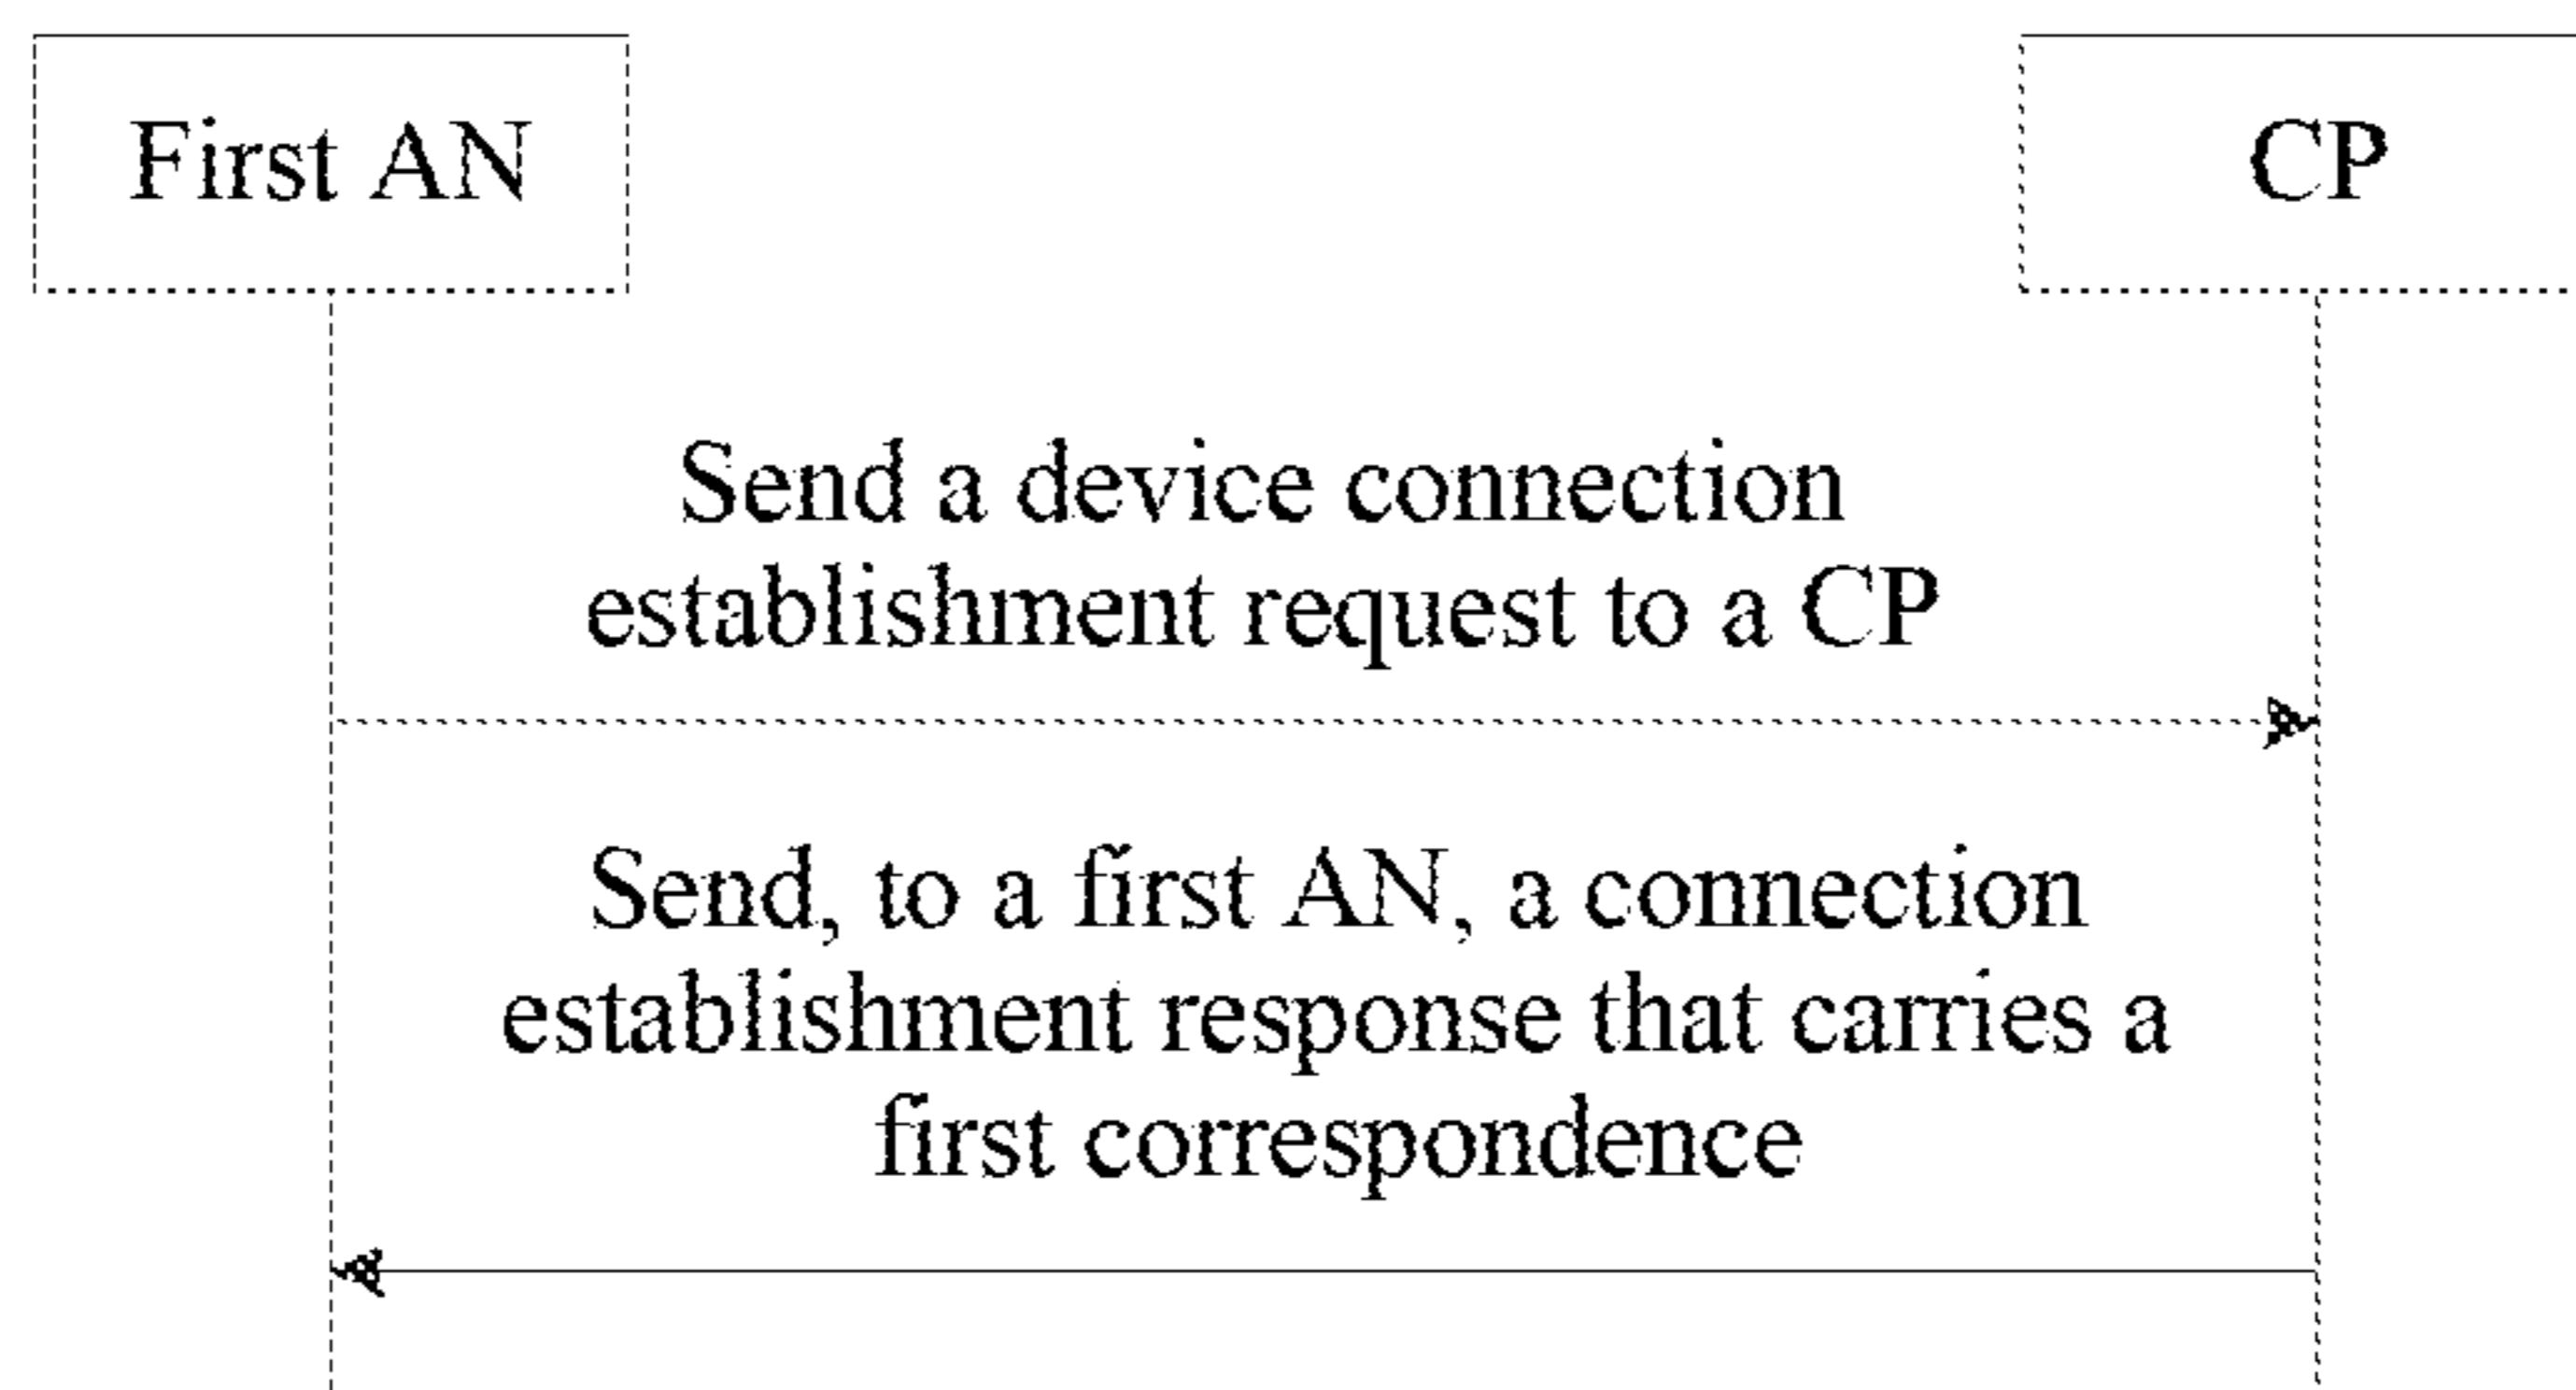 First AN
CP
Send a device connection
establishment request to a CP
Send, to a first AN, a connection
establishment response that carries a
first correspondence